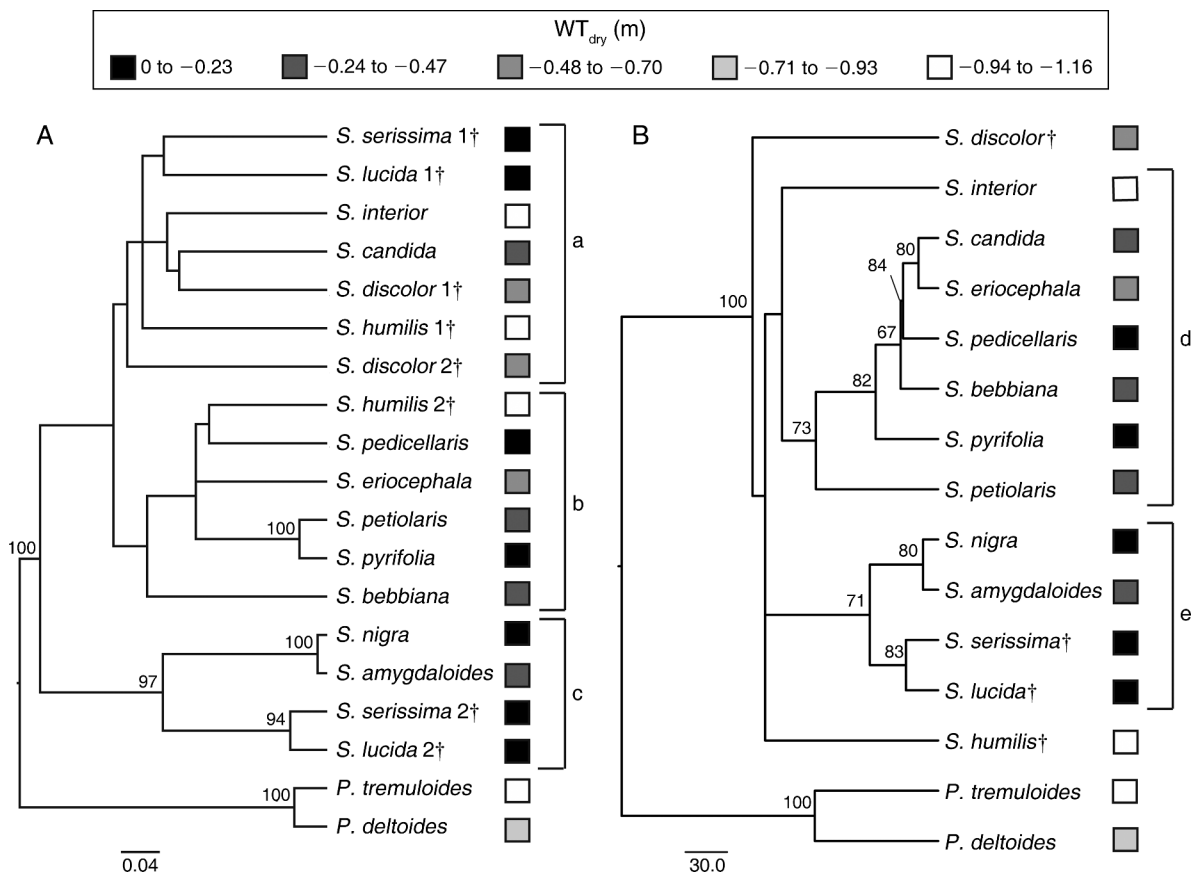 WTdry (m)
0 to −0.23
−0.24 to −0.47
−0.48 to −0.70
−0.71 to −0.93
−0.94 to −1.16
A
S. serissima 1†
S. lucida 1†
S. interior
S. candida
S. discolor 1†
S. humilis 1†
S. discolor 2†
a
S. humilis 2†
S. pedicellaris
S. eriocephala
S. petiolaris
S. pyrifolia
S. bebbiana
b
S. nigra
S. amygdaloides
S. serissima 2†
S. lucida 2†
c
P. tremuloides
P. deltoides
100
100
100
97
94
100
0.04
B
S. discolor†
S. interior
S. candida
S. eriocephala
S. pedicellaris
S. bebbiana
S. pyrifolia
S. petiolaris
d
S. nigra
S. amygdaloides
S. serissima†
S. lucida†
e
S. humilis†
P. tremuloides
P. deltoides
100
80
84
67
82
73
80
71
83
100
30.0